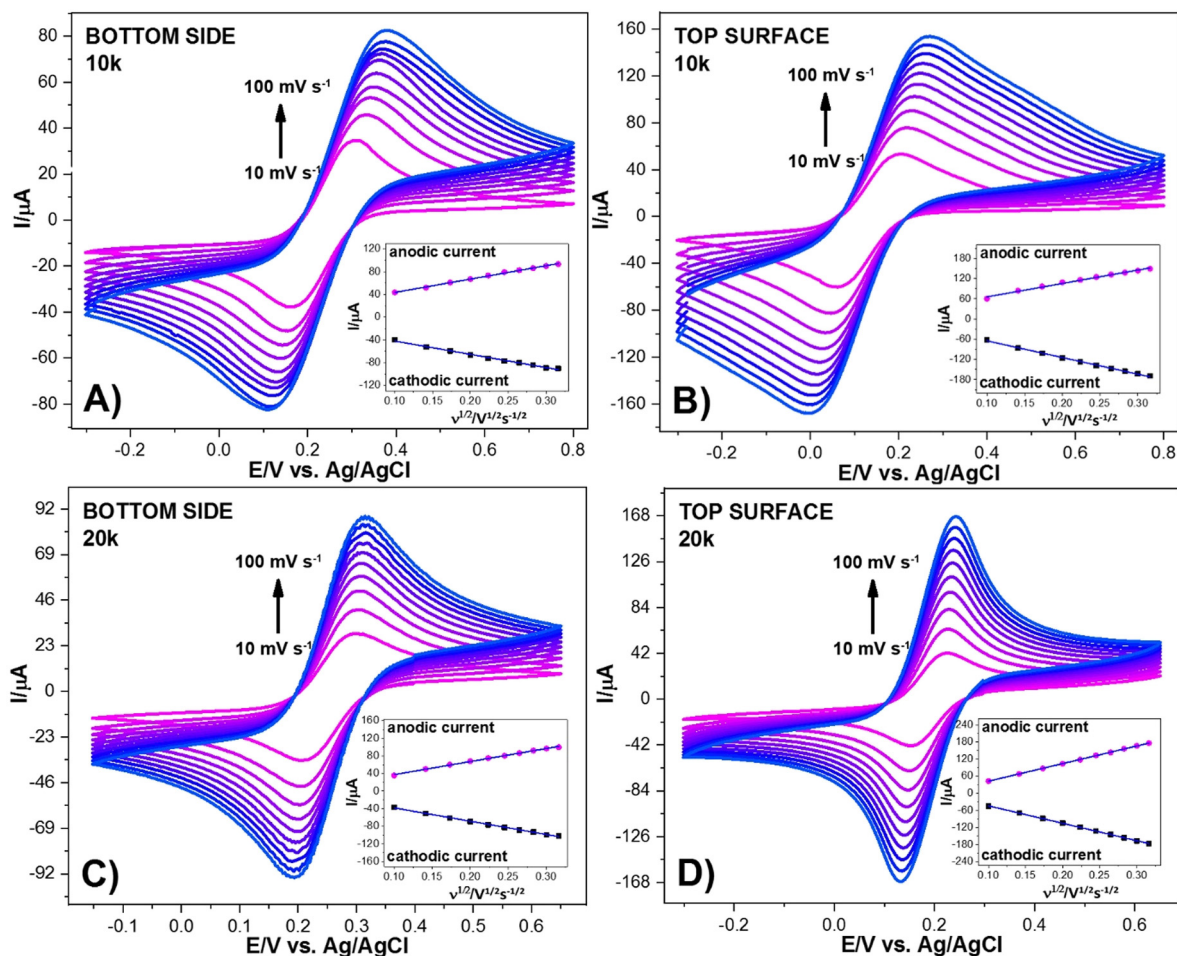 BOTTOM SIDE
10k
100 mV s⁻¹
10 mV s⁻¹
I/µA
80
60
40
20
0
-20
-40
-60
-80
-0.2
0.0
0.2
0.4
0.6
0.8
E/V vs. Ag/AgCl
A)
anodic current
cathodic current
I/µA
120
80
40
0
-40
-80
-120
0.10
0.15
0.20
0.25
0.30
ν¹/²/V¹/²s⁻¹/²
TOP SURFACE
10k
100 mV s⁻¹
10 mV s⁻¹
I/µA
160
120
80
40
0
-40
-80
-120
-160
-0.2
0.0
0.2
0.4
0.6
0.8
E/V vs. Ag/AgCl
B)
anodic current
cathodic current
I/µA
180
120
60
0
-60
-120
-180
0.10
0.15
0.20
0.25
0.30
ν¹/²/V¹/²s⁻¹/²
BOTTOM SIDE
20k
100 mV s⁻¹
10 mV s⁻¹
I/µA
92
69
46
23
0
-23
-46
-69
-92
-0.1
0.0
0.1
0.2
0.3
0.4
0.5
0.6
E/V vs. Ag/AgCl
C)
anodic current
cathodic current
I/µA
160
120
80
40
0
-40
-80
-120
-160
0.10
0.15
0.20
0.25
0.30
ν¹/²/V¹/²s⁻¹/²
TOP SURFACE
20k
100 mV s⁻¹
10 mV s⁻¹
I/µA
168
126
84
42
0
-42
-84
-126
-168
-0.2
0.0
0.2
0.4
0.6
E/V vs. Ag/AgCl
D)
anodic current
cathodic current
I/µA
240
180
120
60
0
-60
-120
-180
-240
0.10
0.15
0.20
0.25
0.30
ν¹/²/V¹/²s⁻¹/²